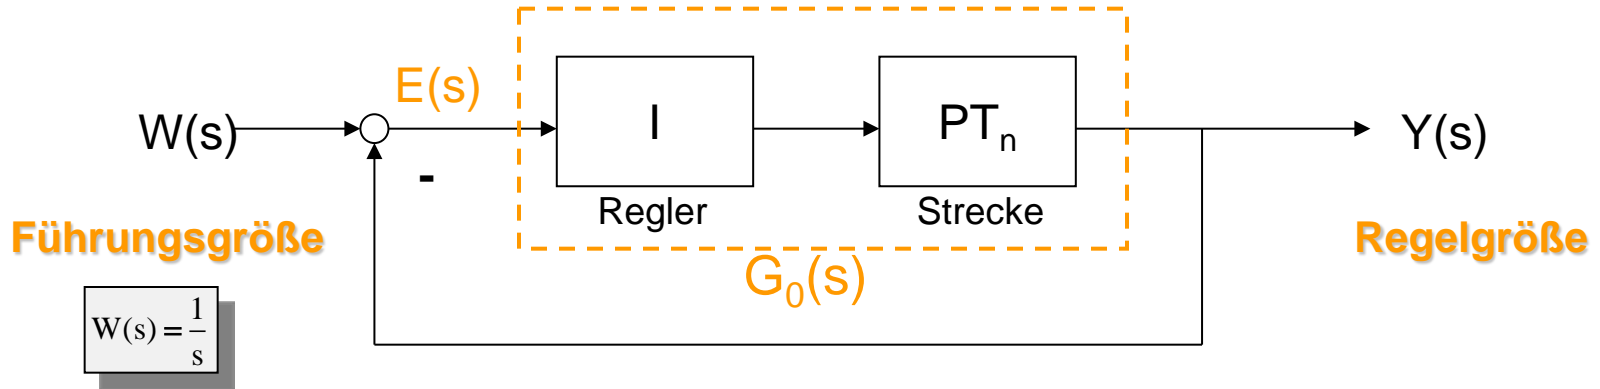 E(s)
W(s)
-
I
PTₙ
Y(s)
Regler
Strecke
Führungsgröße
Regelgröße
G₀(s)
W(s) = 1/s